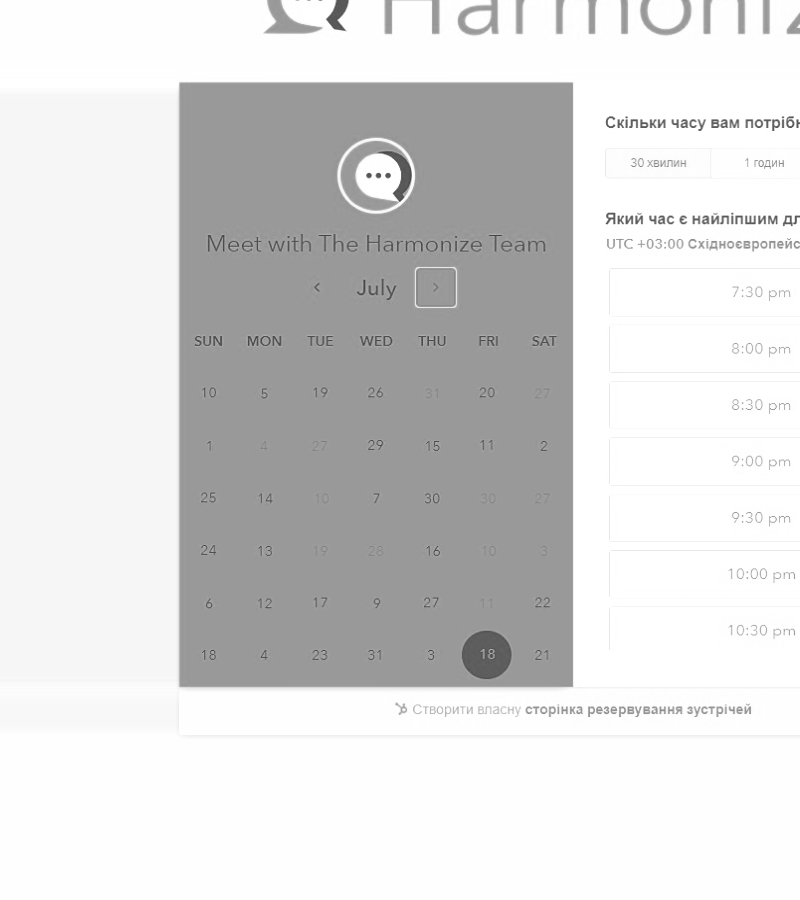 Harmoniz
Скільки часу вам потрібн
30 хвилин 1 годин
Meet with The Harmonize Team
Який час є найліпшим дл
UTC +03:00 Східноєвропейс
July
SUN MON TUE WED THU FRI SAT
10 5 19 26 31 20 27
1 4 27 29 15 11 2
25 14 10 7 30 30 27
24 13 19 26 16 10 3
6 12 17 9 27 11 22
18 4 23 31 3 18 21
7:30 pm
8:00 pm
8:30 pm
9:00 pm
9:30 pm
10:00 pm
10:30 pm
Створити власну сторінка резервування зустрічей